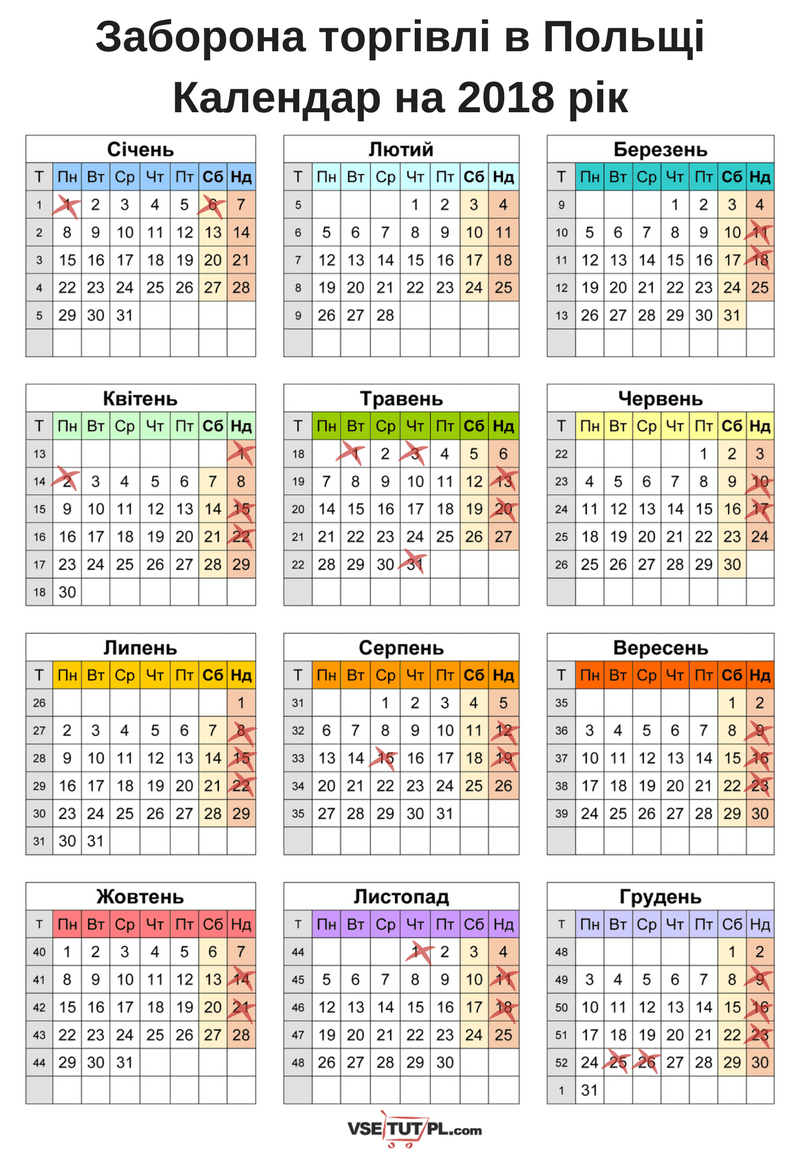 Заборона торгівлі в Польщі
Календар на 2018 рік
Січень
Т Пн Вт Ср Чт Пт Сб Нд
1 1 2 3 4 5 6 7
2 8 9 10 11 12 13 14
3 15 16 17 18 19 20 21
4 22 23 24 25 26 27 28
5 29 30 31
Лютий
Т Пн Вт Ср Чт Пт Сб Нд
5 1 2 3 4
6 5 6 7 8 9 10 11
7 12 13 14 15 16 17 18
8 19 20 21 22 23 24 25
9 26 27 28
Березень
Т Пн Вт Ср Чт Пт Сб Нд
9 1 2 3 4
10 5 6 7 8 9 10 11
11 12 13 14 15 16 17 18
12 19 20 21 22 23 24 25
13 26 27 28 29 30 31
Квітень
Т Пн Вт Ср Чт Пт Сб Нд
13 1
14 2 3 4 5 6 7 8
15 9 10 11 12 13 14 15
16 16 17 18 19 20 21 22
17 23 24 25 26 27 28 29
18 30
Травень
Т Пн Вт Ср Чт Пт Сб Нд
18 1 2 3 4 5 6
19 7 8 9 10 11 12 13
20 14 15 16 17 18 19 20
21 21 22 23 24 25 26 27
22 28 29 30 31
Червень
Т Пн Вт Ср Чт Пт Сб Нд
22 1 2 3
23 4 5 6 7 8 9 10
24 11 12 13 14 15 16 17
25 18 19 20 21 22 23 24
26 25 26 27 28 29 30
Липень
Т Пн Вт Ср Чт Пт Сб Нд
26 1
27 2 3 4 5 6 7 8
28 9 10 11 12 13 14 15
29 16 17 18 19 20 21 22
30 23 24 25 26 27 28 29
31 30 31
Серпень
Т Пн Вт Ср Чт Пт Сб Нд
31 1 2 3 4 5
32 6 7 8 9 10 11 12
33 13 14 15 16 17 18 19
34 20 21 22 23 24 25 26
35 27 28 29 30 31
Вересень
Т Пн Вт Ср Чт Пт Сб Нд
35 1 2
36 3 4 5 6 7 8 9
37 10 11 12 13 14 15 16
38 17 18 19 20 21 22 23
39 24 25 26 27 28 29 30
Жовтень
Т Пн Вт Ср Чт Пт Сб Нд
40 1 2 3 4 5 6 7
41 8 9 10 11 12 13 14
42 15 16 17 18 19 20 21
43 22 23 24 25 26 27 28
44 29 30 31
Листопад
Т Пн Вт Ср Чт Пт Сб Нд
44 1 2 3 4
45 5 6 7 8 9 10 11
46 12 13 14 15 16 17 18
47 19 20 21 22 23 24 25
48 26 27 28 29 30
Грудень
Т Пн Вт Ср Чт Пт Сб Нд
48 1 2
49 3 4 5 6 7 8 9
50 10 11 12 13 14 15 16
51 17 18 19 20 21 22 23
52 24 25 26 27 28 29 30
1 31
VSETUTPL.com